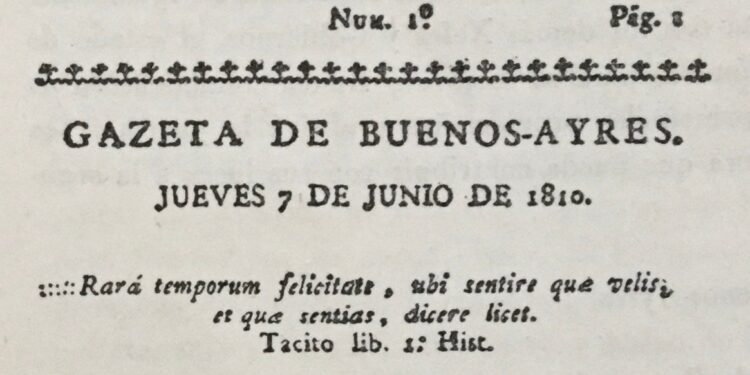 Num. 1º Pág. 1
GAZETA DE BUENOS-AYRES.
JUEVES 7 DE JUNIO DE 1810.
::::: Rará temporum felicitate, ubi sentire quæ velis,
et quæ sentias, dicere licet.
Tacito lib. 1: Hist.